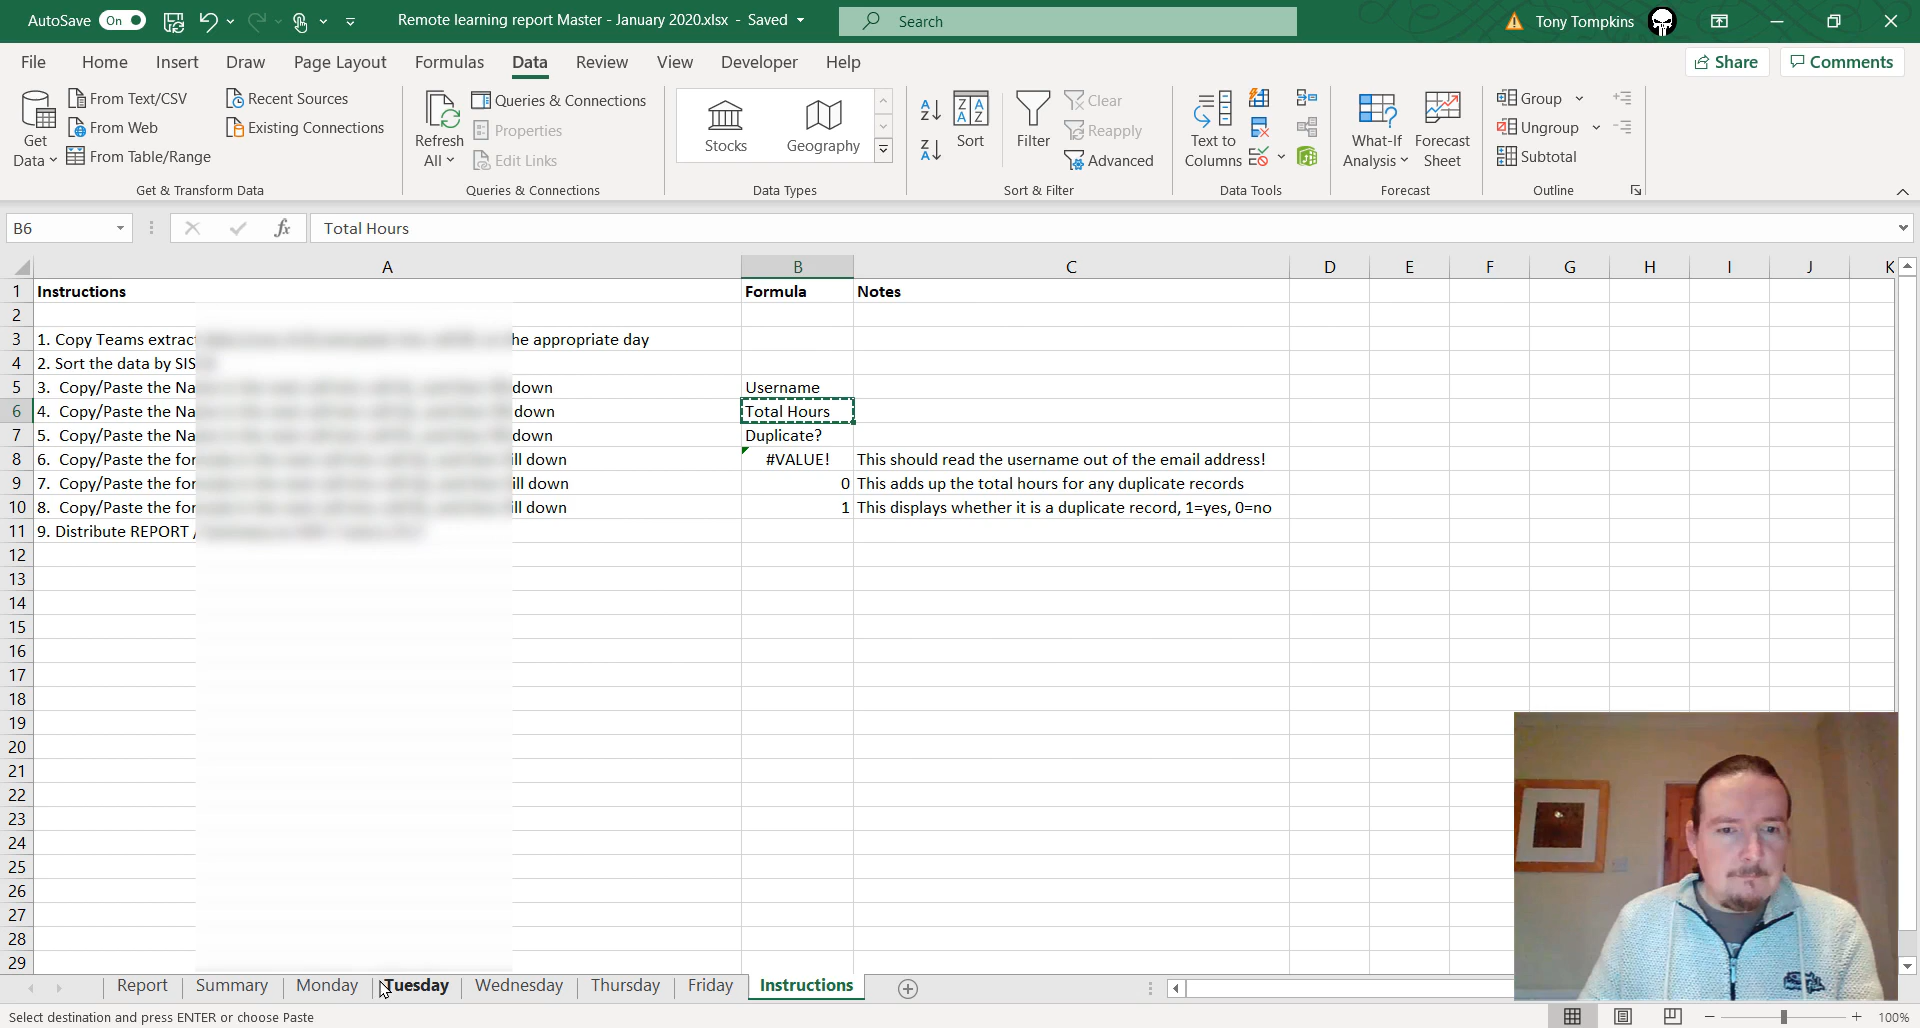 AutoSave On
Remote learning report Master - January 2020.xlsx - Saved
Search
Tony Tompkins
File Home Insert Draw Page Layout Formulas Data Review View Developer Help
Share Comments
Get Data
From Text/CSV
From Web
From Table/Range
Recent Sources
Existing Connections
Get & Transform Data
Refresh All
Queries & Connections
Properties
Edit Links
Queries & Connections
Stocks
Geography
Data Types
Sort
Filter
Clear
Reapply
Advanced
Sort & Filter
Text to Columns
Data Tools
What-If Analysis
Forecast Sheet
Forecast
Group
Ungroup
Subtotal
Outline
B6 fx Total Hours
A B C D E F G H I J K
1 Instructions Formula Notes
2
3 1. Copy Teams extrac he appropriate day
4 2. Sort the data by SIS
5 3. Copy/Paste the Na down Username
6 4. Copy/Paste the Na down Total Hours
7 5. Copy/Paste the Na down Duplicate?
8 6. Copy/Paste the for ill down #VALUE! This should read the username out of the email address!
9 7. Copy/Paste the for ill down 0 This adds up the total hours for any duplicate records
10 8. Copy/Paste the for ill down 1 This displays whether it is a duplicate record, 1=yes, 0=no
11 9. Distribute REPORT /
12
13
14
15
16
17
18
19
20
21
22
23
24
25
26
27
28
29
Report Summary Monday Tuesday Wednesday Thursday Friday Instructions
Select destination and press ENTER or choose Paste
100%